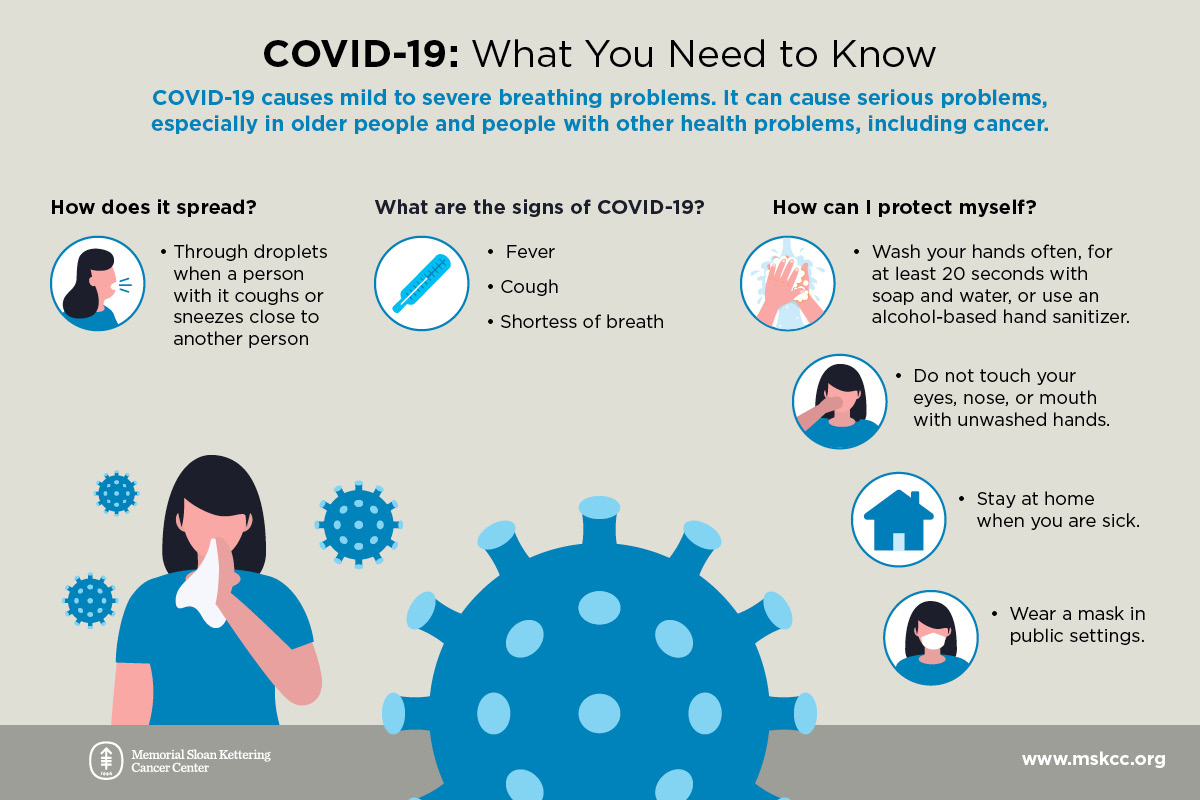 COVID-19: What You Need to Know
COVID-19 causes mild to severe breathing problems. It can cause serious problems,
especially in older people and people with other health problems, including cancer.
How does it spread?
• Through droplets
when a person
with it coughs or
sneezes close to
another person
What are the signs of COVID-19?
• Fever
• Cough
• Shortess of breath
How can I protect myself?
• Wash your hands often, for
at least 20 seconds with
soap and water, or use an
alcohol-based hand sanitizer.
• Do not touch your
eyes, nose, or mouth
with unwashed hands.
• Stay at home
when you are sick.
• Wear a mask in
public settings.
1884
Memorial Sloan Kettering
Cancer Center
www.mskcc.org